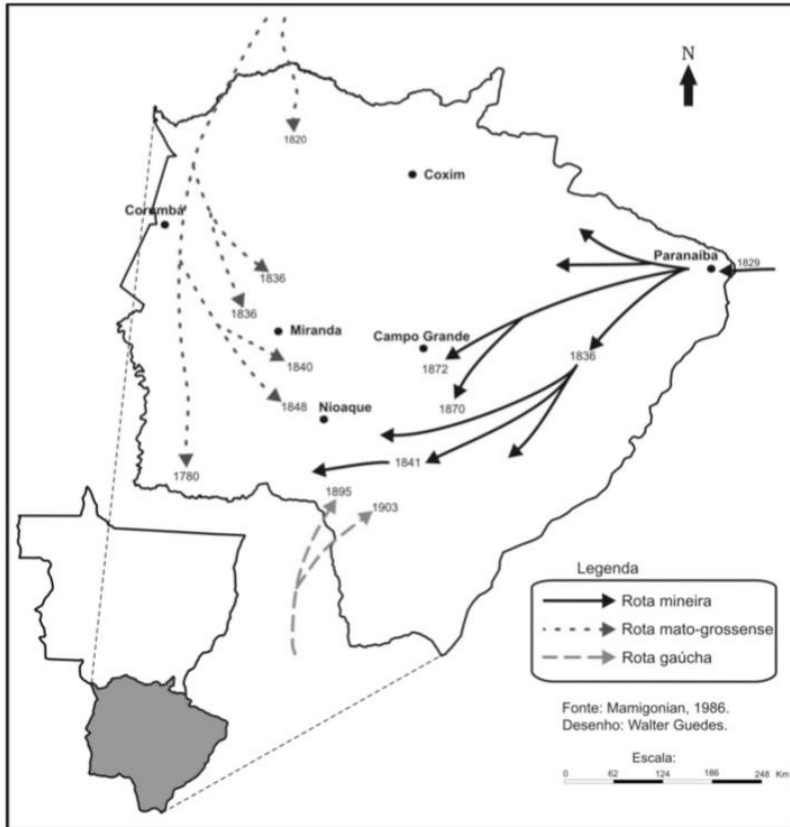 N
1820
Coxim
Corumbá
Paranaíba
1829
1836
1836
Miranda
Campo Grande
1836
1840
1872
1848
1870
Nioaque
1841
1780
1895
1903
Legenda
Rota mineira
Rota mato-grossense
Rota gaúcha
Fonte: Mamigonian, 1986.
Desenho: Walter Guedes.
Escala:
0 62 124 186 248 Km